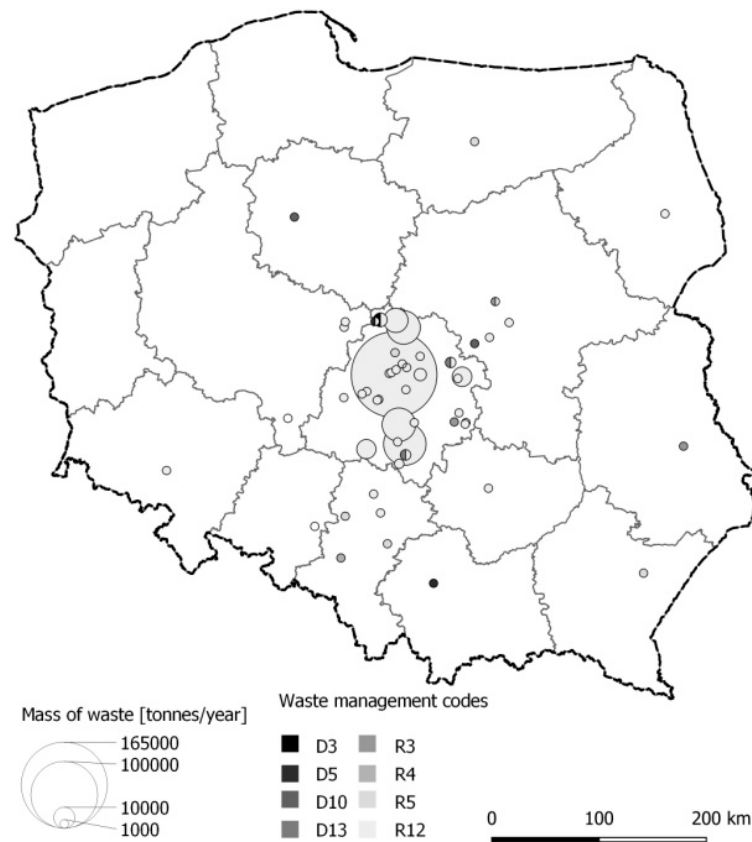 Mass of waste [tonnes/year]
165000
100000
10000
1000
Waste management codes
D3
D5
D10
D13
R3
R4
R5
R12
0 100 200 km